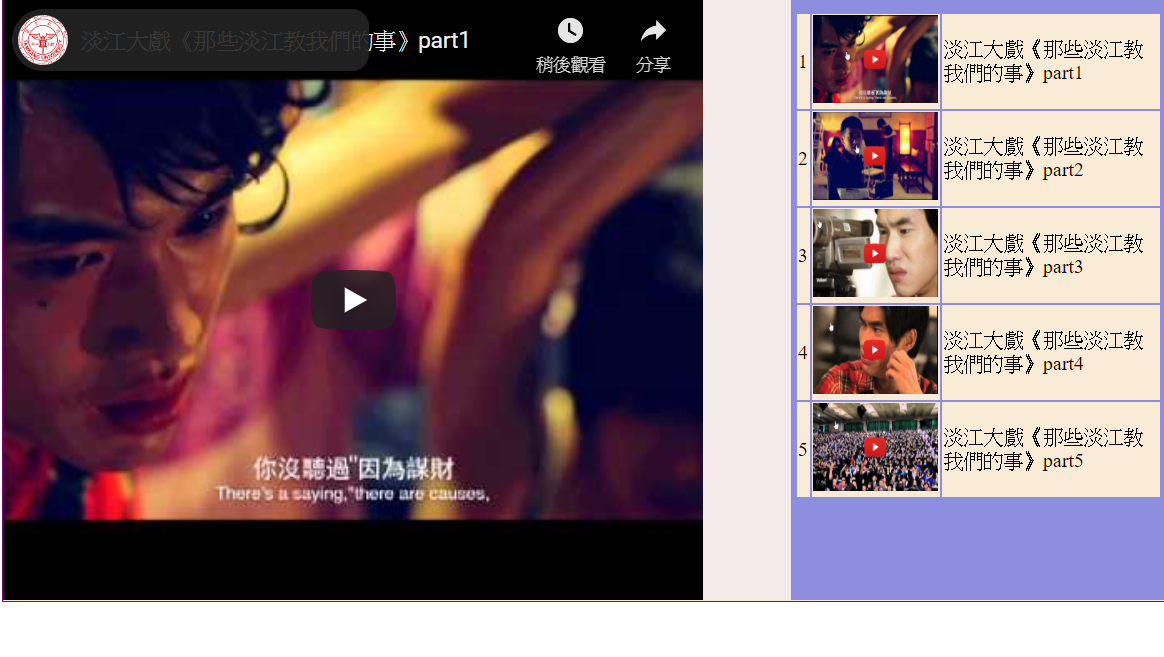 淡江大戲《那些淡江教我們的事》part1
稍後觀看
分享
你沒聽過"因為謀財
There's a saying,"there are causes,
1
淡江大戲《那些淡江教
我們的事》part1
2
淡江大戲《那些淡江教
我們的事》part2
3
淡江大戲《那些淡江教
我們的事》part3
4
淡江大戲《那些淡江教
我們的事》part4
5
淡江大戲《那些淡江教
我們的事》part5